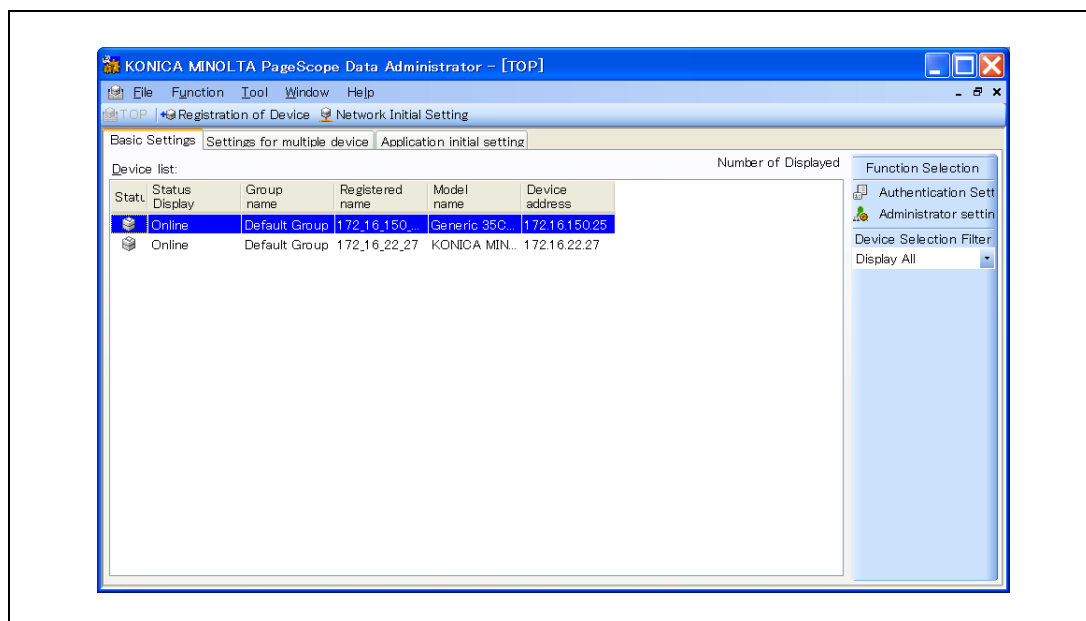 KONICA MINOLTA PageScope Data Administrator - [TOP]
File Function Tool Window Help
TOP Registration of Device Network Initial Setting
Basic Settings Settings for multiple device Application initial setting
Device list: Number of Displayed
Statu Status Display Group name Registered name Model name Device address
Online Default Group 172_16_150_... Generic 35C... 172.16.150.25
Online Default Group 172_16_22_27 KONICA MIN... 172.16.22.27
Function Selection
Authentication Sett
Administrator settin
Device Selection Filter
Display All